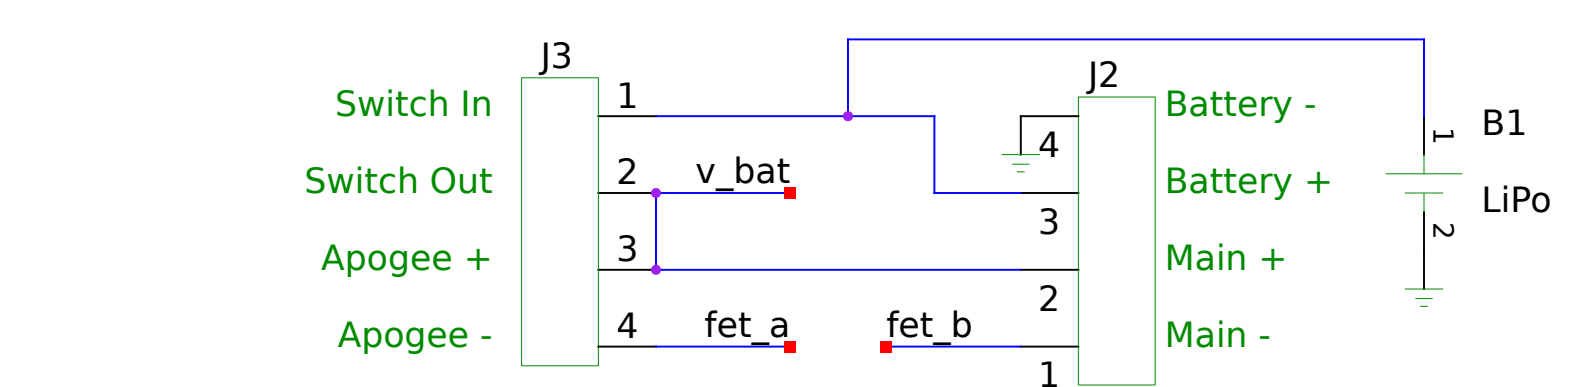 J3
J2
Switch In
1
Battery -
4
1
B1
Switch Out
2
v_bat
Battery +
3
LiPo
2
Apogee +
3
Main +
2
Apogee -
4
fet_a
fet_b
Main -
1